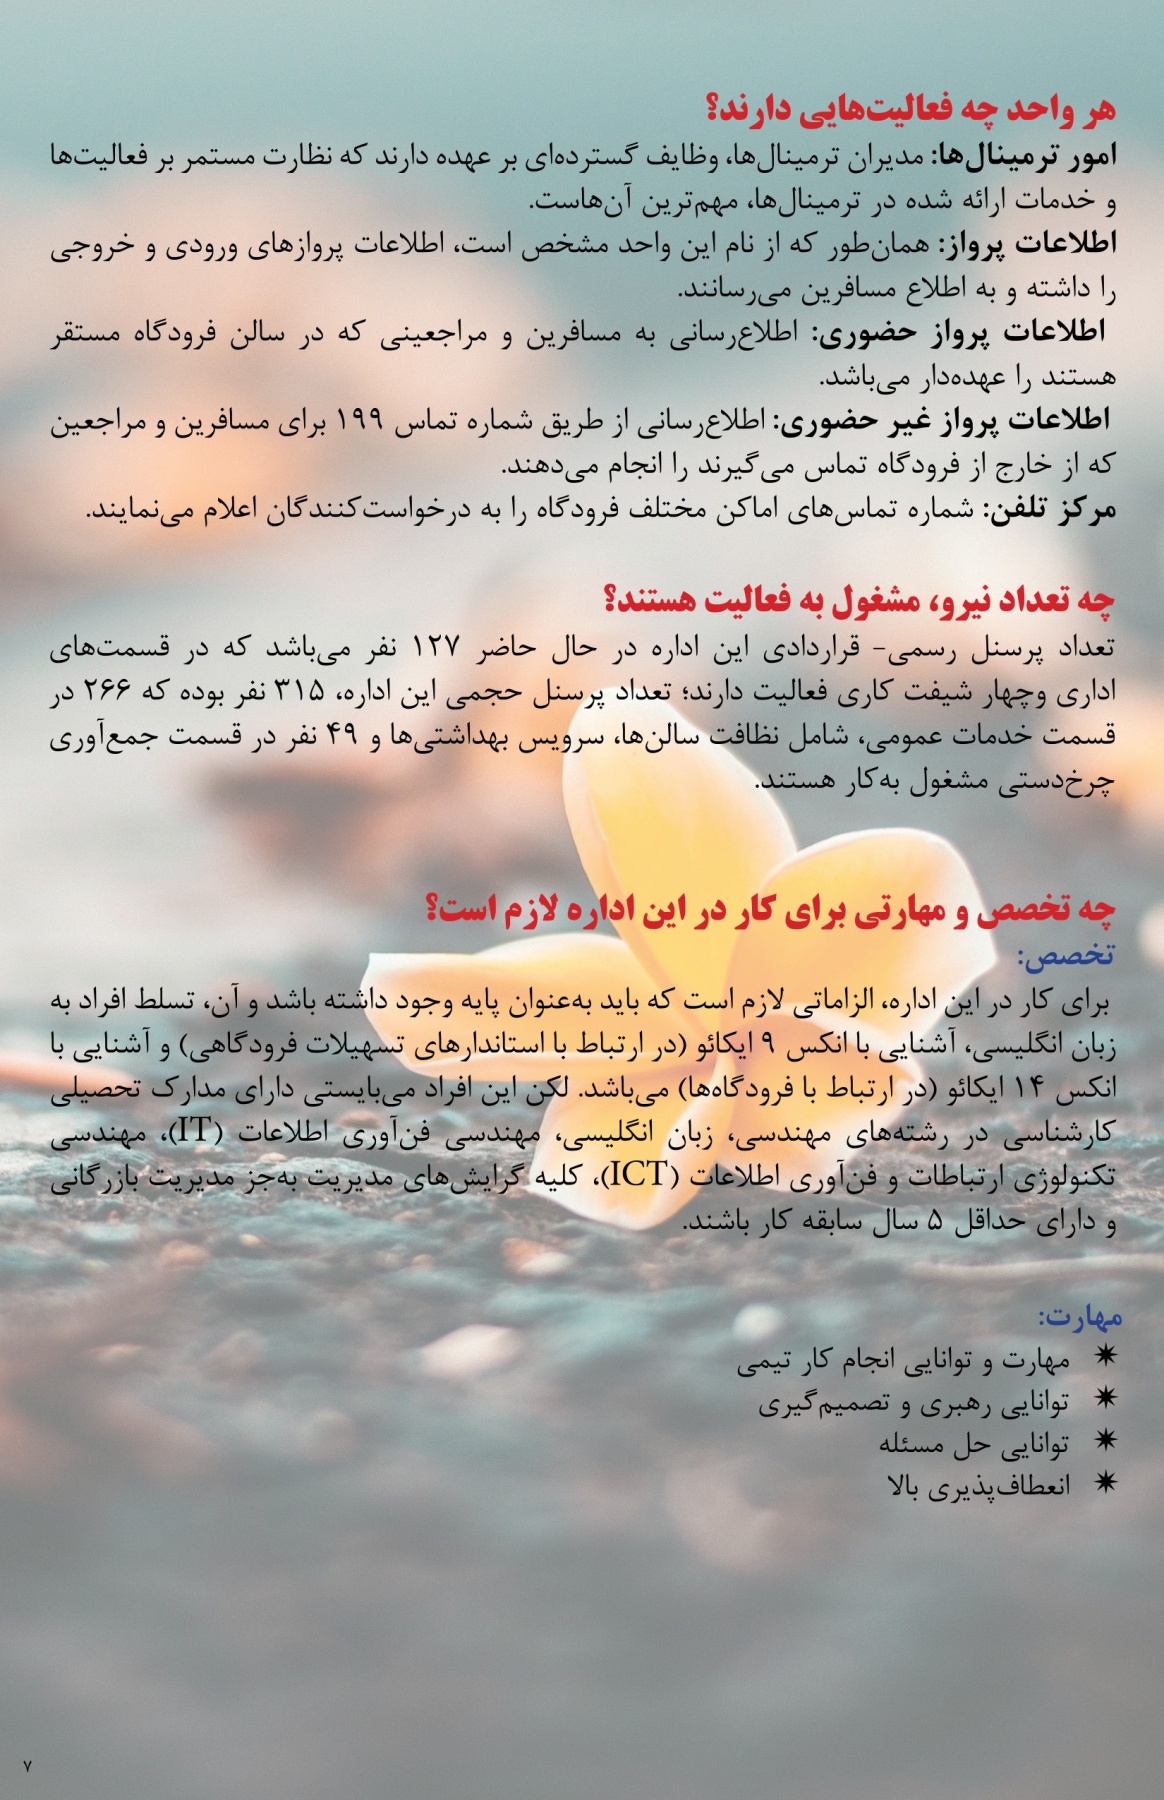 هر واحد چه فعالیت‌هایی دارند؟
امور ترمینال‌ها: مدیران ترمینال‌ها، وظایف گسترده‌ای بر عهده دارند که نظارت مستمر بر فعالیت‌ها
و خدمات ارائه شده در ترمینال‌ها، مهم‌ترین آن‌هاست.
اطلاعات پرواز: همان‌طور که از نام این واحد مشخص است، اطلاعات پروازهای ورودی و خروجی
را داشته و به اطلاع مسافرین می‌رسانند.
اطلاعات پرواز حضوری: اطلاع‌رسانی به مسافرین و مراجعینی که در سالن فرودگاه مستقر
هستند را عهده‌دار می‌باشد.
اطلاعات پرواز غیر حضوری: اطلاع‌رسانی از طریق شماره تماس ۱۹۹ برای مسافرین و مراجعین
که از خارج از فرودگاه تماس می‌گیرند را انجام می‌دهند.
مرکز تلفن: شماره تماس‌های اماکن مختلف فرودگاه را به درخواست‌کنندگان اعلام می‌نمایند.
چه تعداد نیرو، مشغول به فعالیت هستند؟
تعداد پرسنل رسمی- قراردادی این اداره در حال حاضر ۱۲۷ نفر می‌باشد که در قسمت‌های
اداری وچهار شیفت کاری فعالیت دارند؛ تعداد پرسنل حجمی این اداره، ۳۱۵ نفر بوده که ۲۶۶ در
قسمت خدمات عمومی، شامل نظافت سالن‌ها، سرویس بهداشتی‌ها و ۴۹ نفر در قسمت جمع‌آوری
چرخ‌دستی مشغول به‌کار هستند.
چه تخصص و مهارتی برای کار در این اداره لازم است؟
تخصص:
برای کار در این اداره، الزاماتی لازم است که باید به‌عنوان پایه وجود داشته باشد و آن، تسلط افراد به
زبان انگلیسی، آشنایی با انکس ۹ ایکائو (در ارتباط با استاندارهای تسهیلات فرودگاهی) و آشنایی با
انکس ۱۴ ایکائو (در ارتباط با فرودگاه‌ها) می‌باشد. لکن این افراد می‌بایستی دارای مدارک تحصیلی
کارشناسی در رشته‌های مهندسی، زبان انگلیسی، مهندسی فن‌آوری اطلاعات (IT)، مهندسی
تکنولوژی ارتباطات و فن‌آوری اطلاعات (ICT)، کلیه گرایش‌های مدیریت به‌جز مدیریت بازرگانی
و دارای حداقل ۵ سال سابقه کار باشند.
مهارت:
✷ مهارت و توانایی انجام کار تیمی
✷ توانایی رهبری و تصمیم‌گیری
✷ توانایی حل مسئله
✷ انعطاف‌پذیری بالا
۷